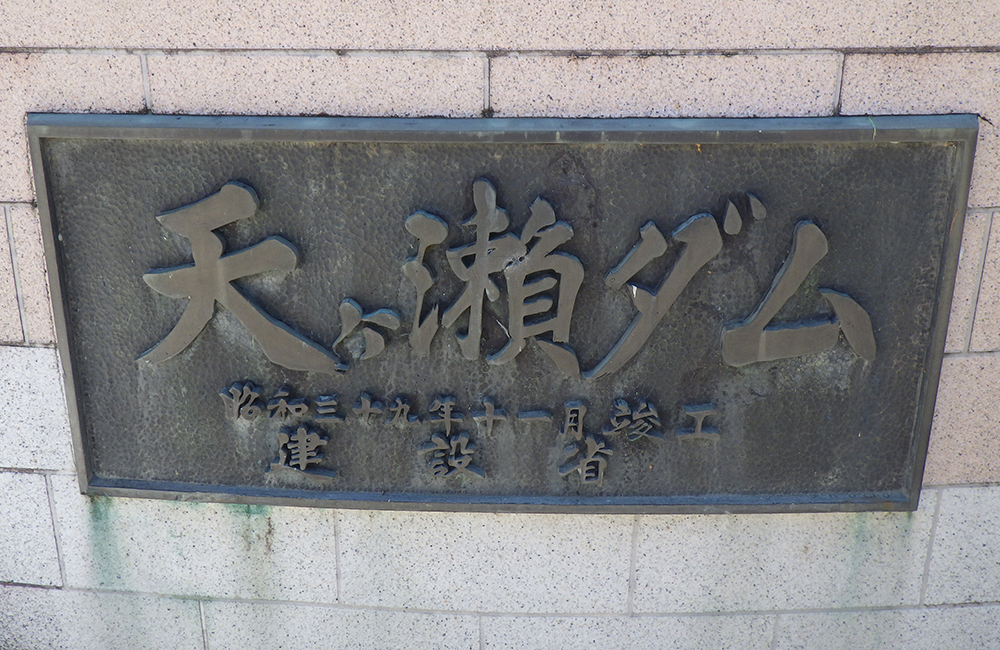 天ヶ瀬ダム
昭和三十九年十一月竣工
建設省